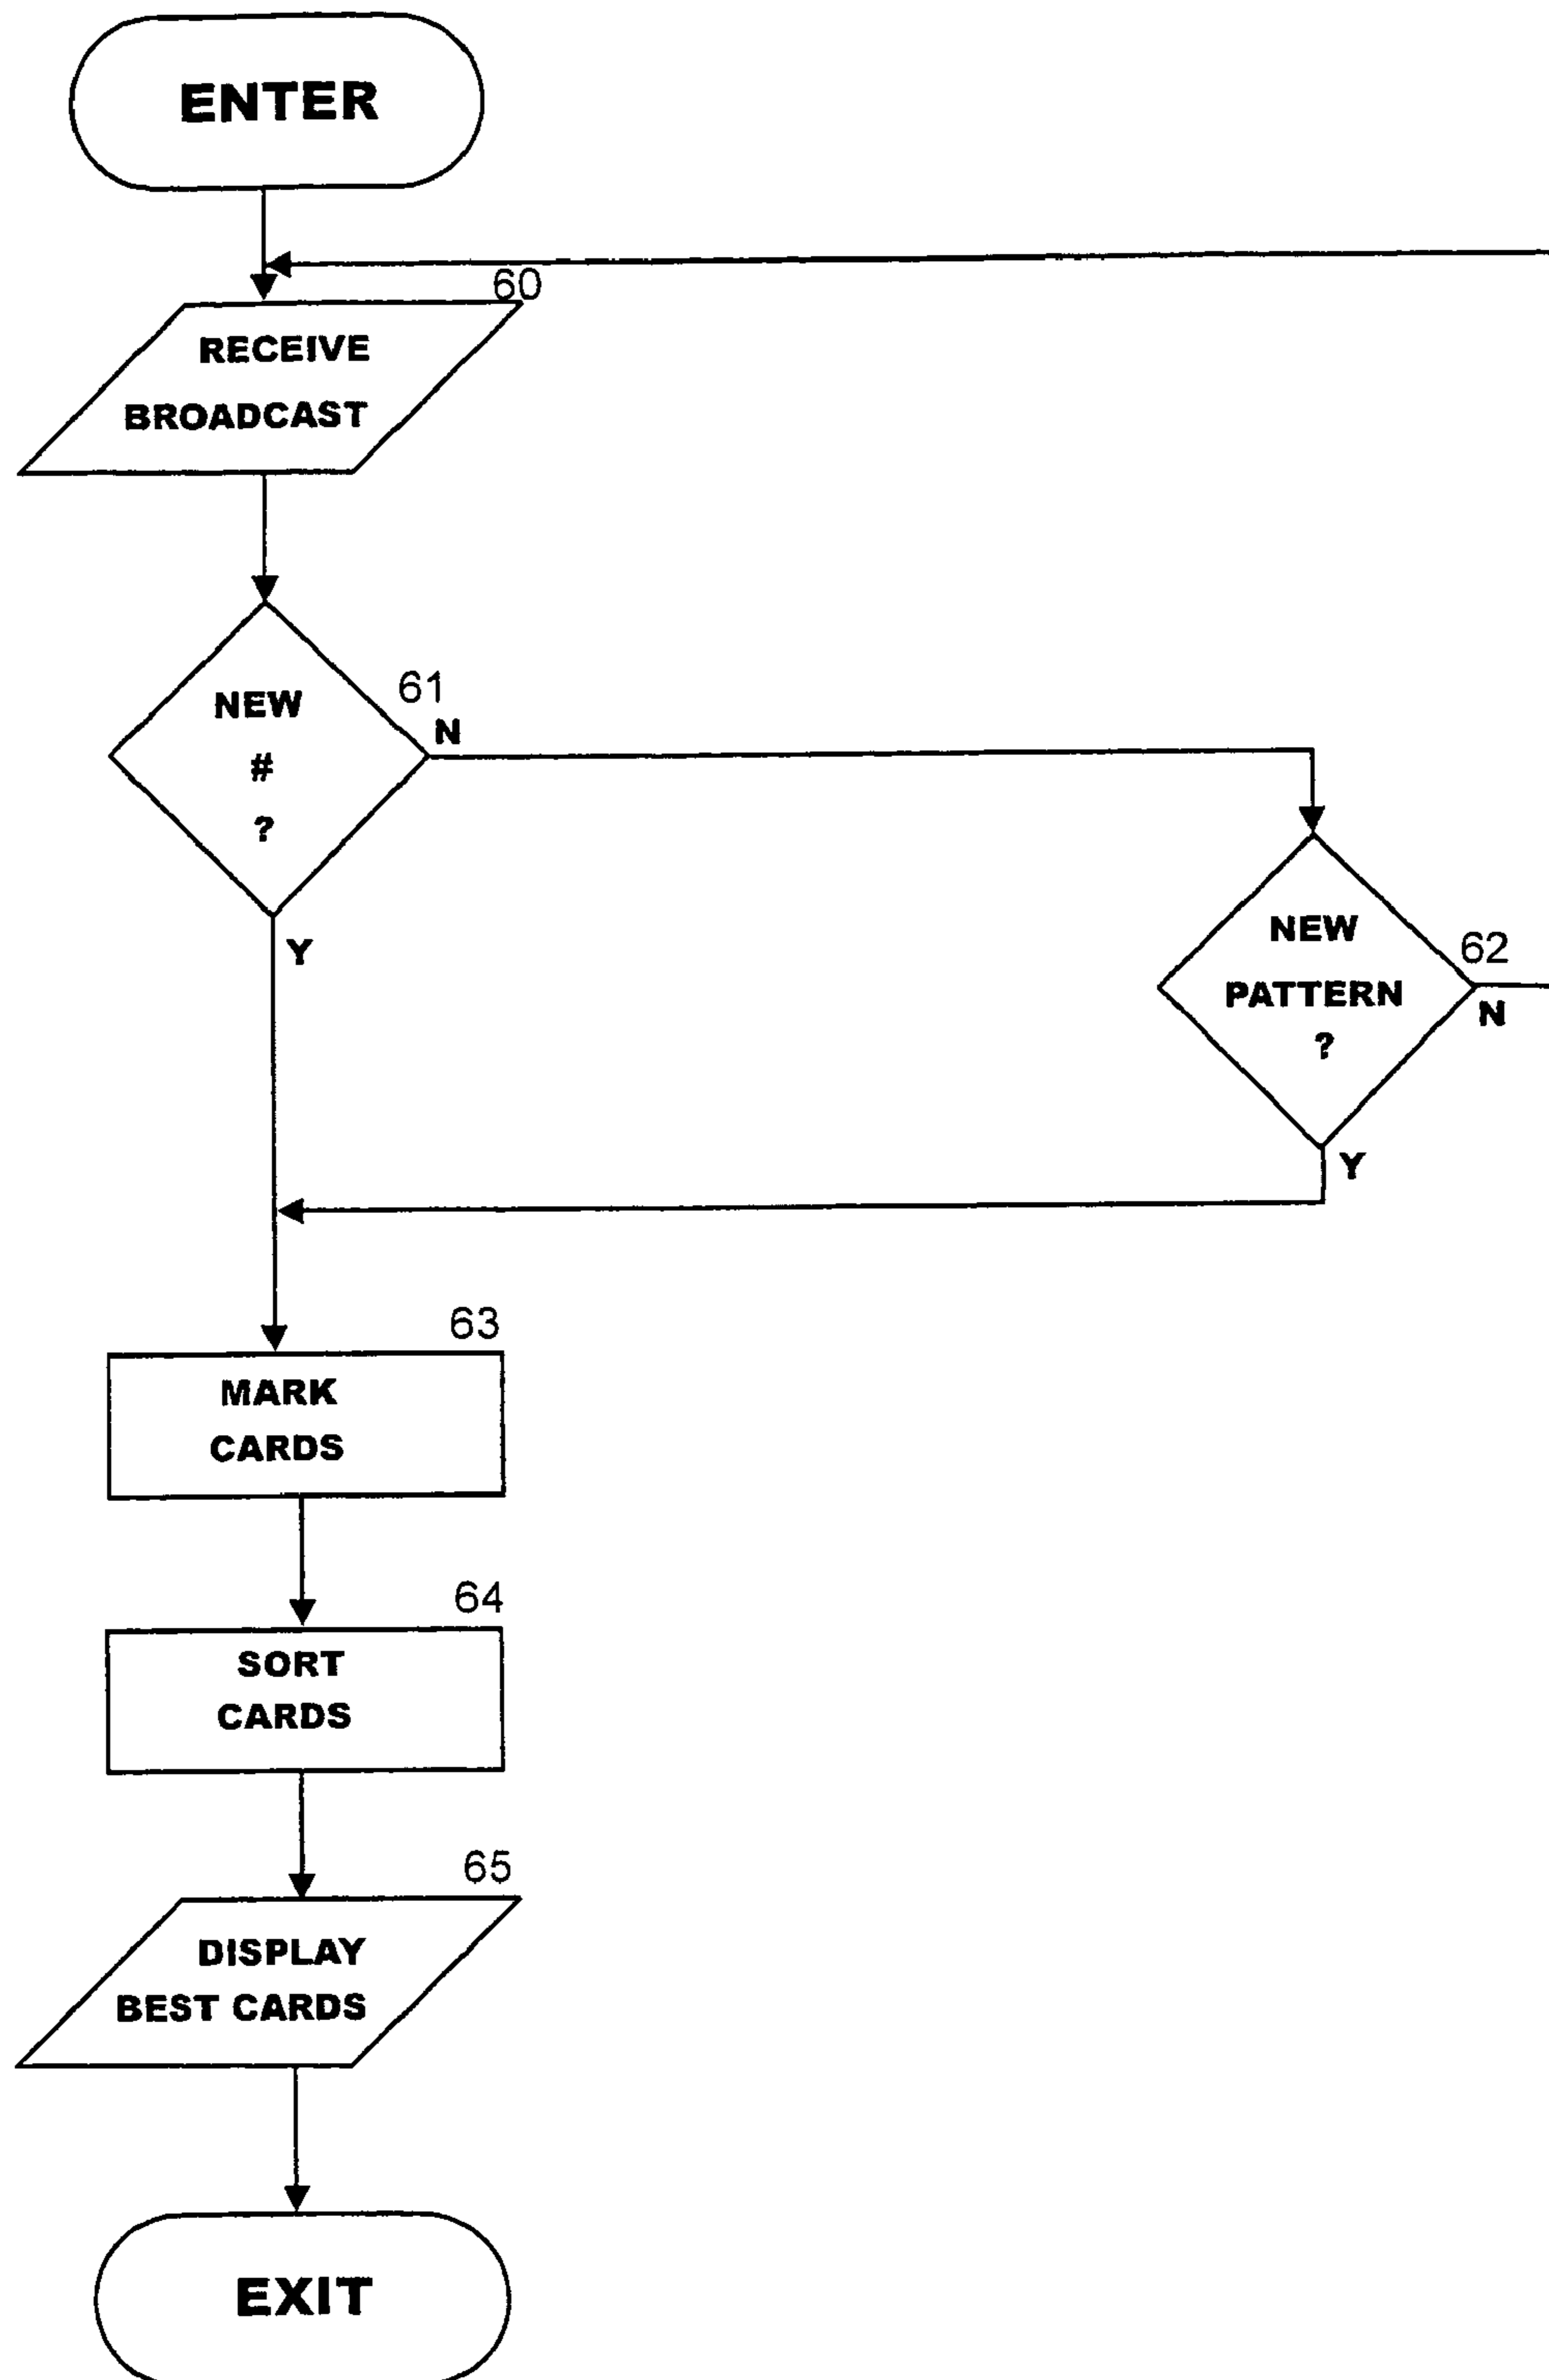 ENTER
60
RECEIVE
BROADCAST
61
NEW
#
?
N
Y
62
NEW
PATTERN
?
N
Y
63
MARK
CARDS
64
SORT
CARDS
65
DISPLAY
BEST CARDS
EXIT